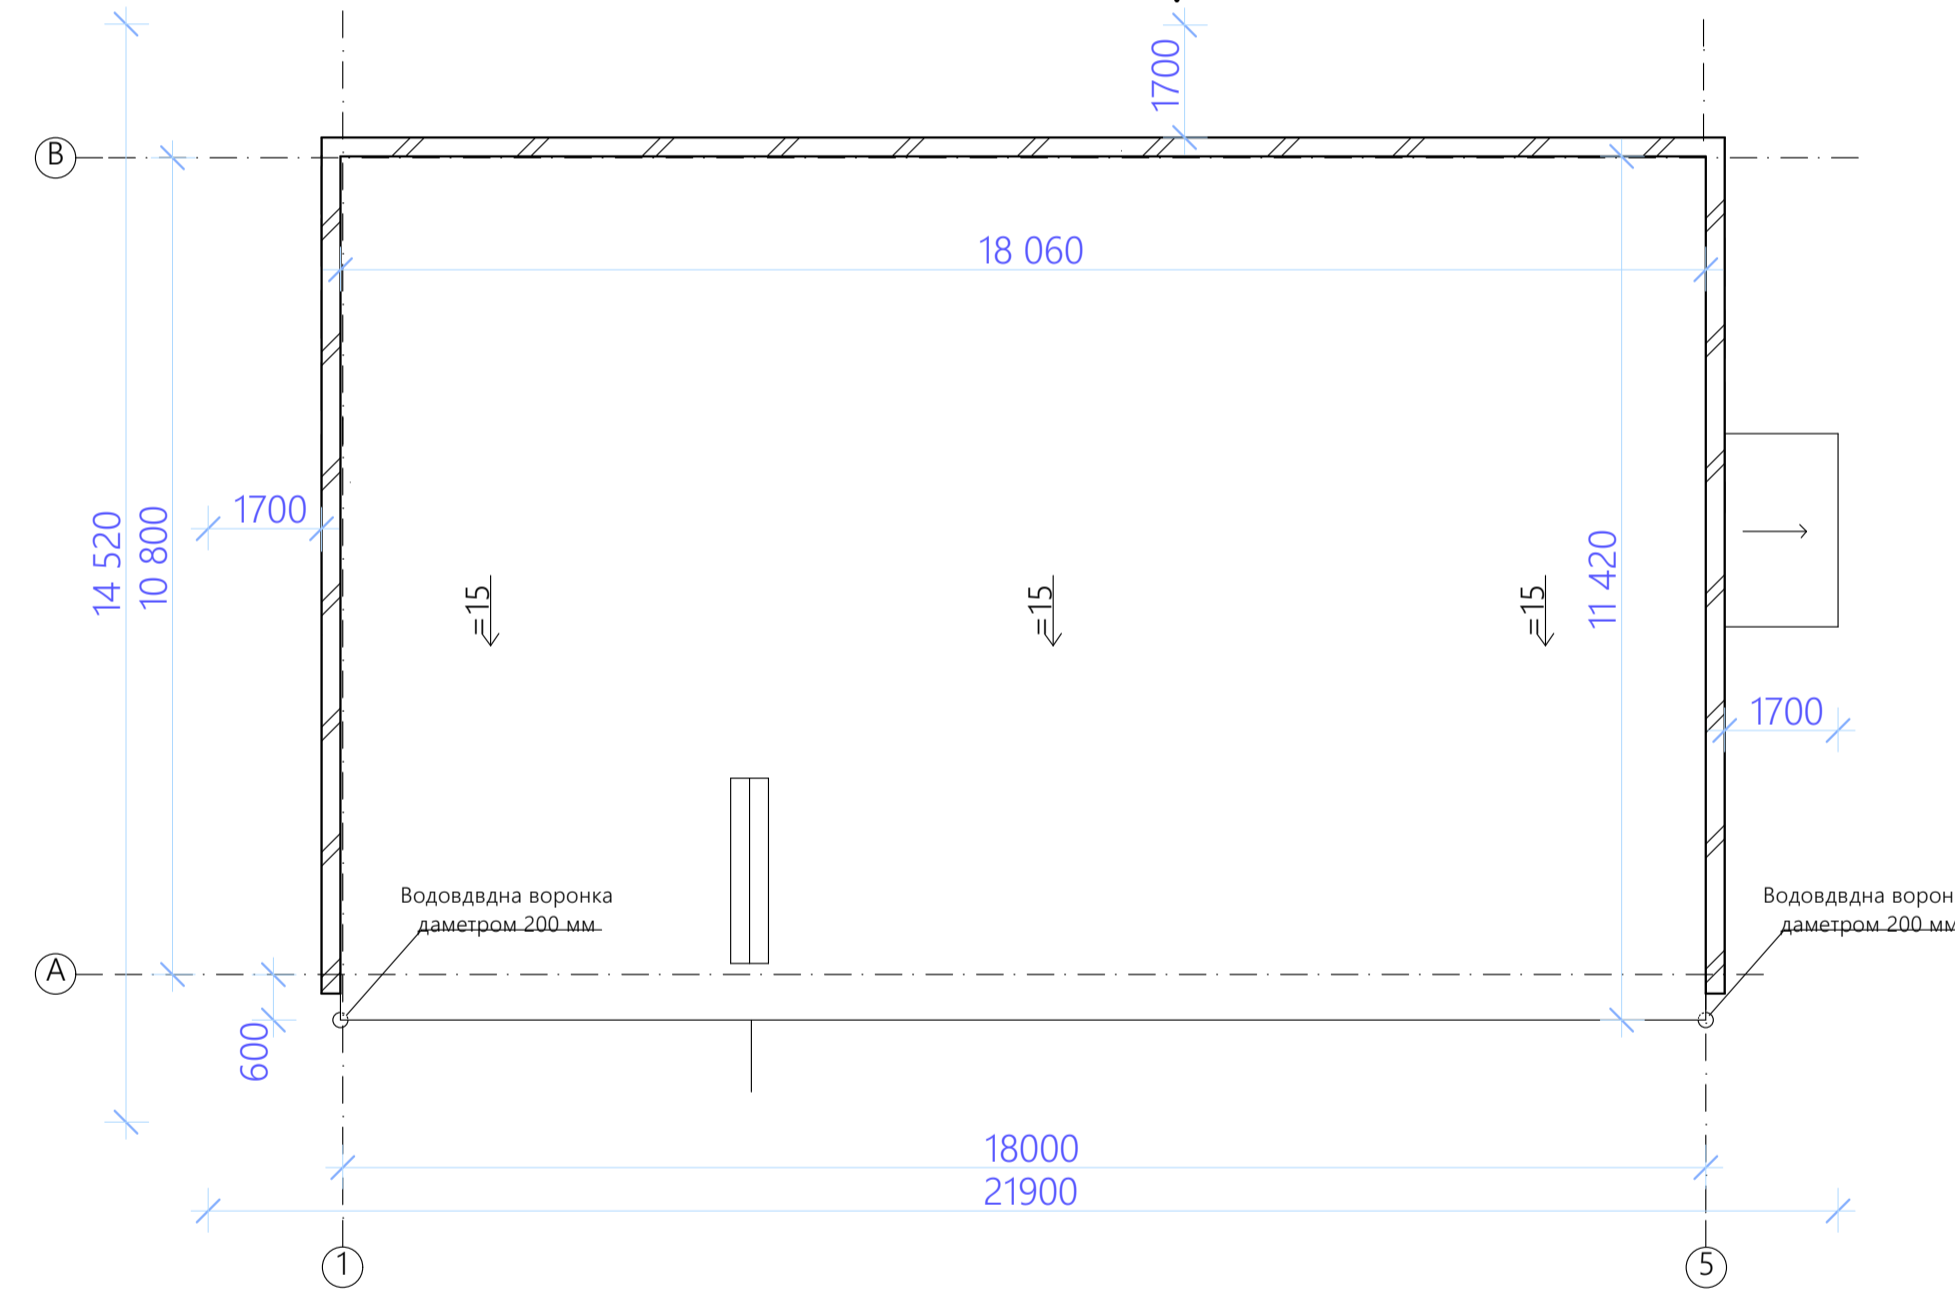 1700
В
18 060
1700
14 520
10 800
=15
=15
=15
11 420
1700
Водовдвдна воронка
даметром 200 мм
Водовдвдна ворон
даметром 200 мм
А
600
18000
21900
1
5